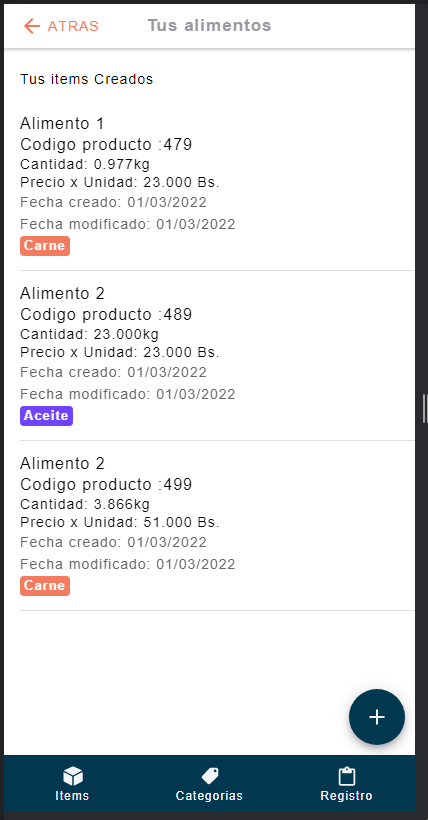 ATRAS Tus alimentos
Tus items Creados
Alimento 1
Codigo producto :479
Cantidad: 0.977kg
Precio x Unidad: 23.000 Bs.
Fecha creado: 01/03/2022
Fecha modificado: 01/03/2022
Carne
Alimento 2
Codigo producto :489
Cantidad: 23.000kg
Precio x Unidad: 23.000 Bs.
Fecha creado: 01/03/2022
Fecha modificado: 01/03/2022
Aceite
Alimento 2
Codigo producto :499
Cantidad: 3.866kg
Precio x Unidad: 51.000 Bs.
Fecha creado: 01/03/2022
Fecha modificado: 01/03/2022
Carne
Items Categorias Registro